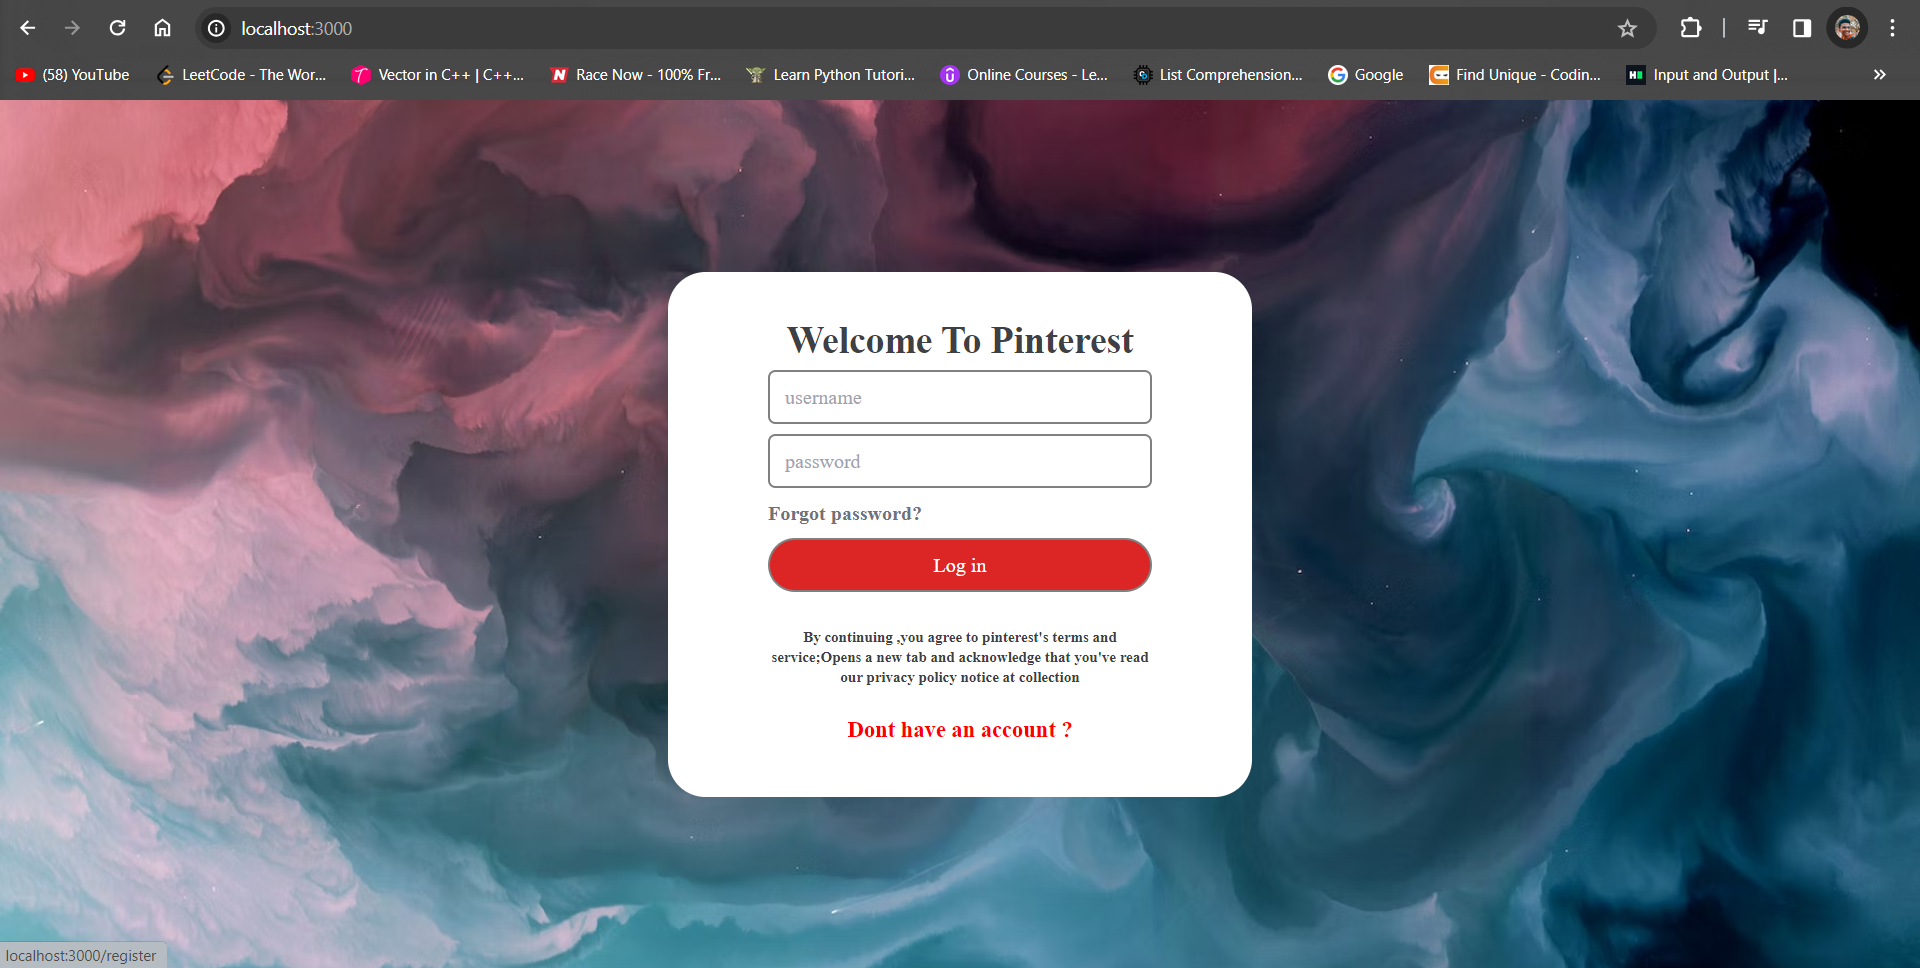 localhost:3000
(58) YouTube LeetCode - The Wor... Vector in C++ | C++... Race Now - 100% Fr... Learn Python Tutori... Online Courses - Le... List Comprehension... Google Find Unique - Codin... Input and Output |...
Welcome To Pinterest
username
password
Forgot password?
Log in
By continuing ,you agree to pinterest's terms and
service;Opens a new tab and acknowledge that you've read
our privacy policy notice at collection
Dont have an account ?
localhost:3000/register